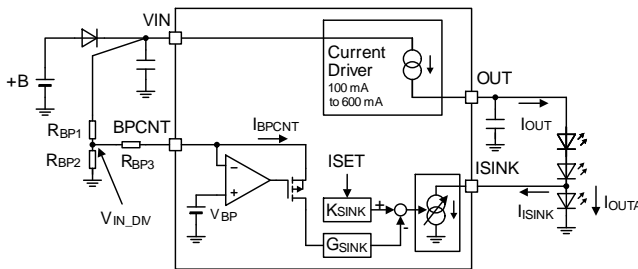 VIN
Current
Driver
100 mA
to 600 mA
OUT
+B
RBP1
BPCNT
IBPCNT
IOUT
RBP2
RBP3
ISET
ISINK
VBP
KSINK
+
-
-
+
IISINK
IOUTA
VIN_DIV
GSINK